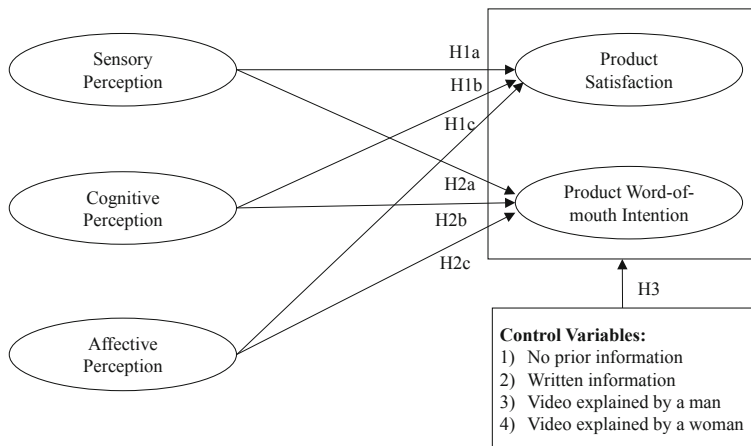 Sensory
Perception
Cognitive
Perception
Affective
Perception
H1a
H1b
H1c
H2a
H2b
H2c
Product
Satisfaction
Product Word-of-
mouth Intention
H3
Control Variables:
1) No prior information
2) Written information
3) Video explained by a man
4) Video explained by a woman